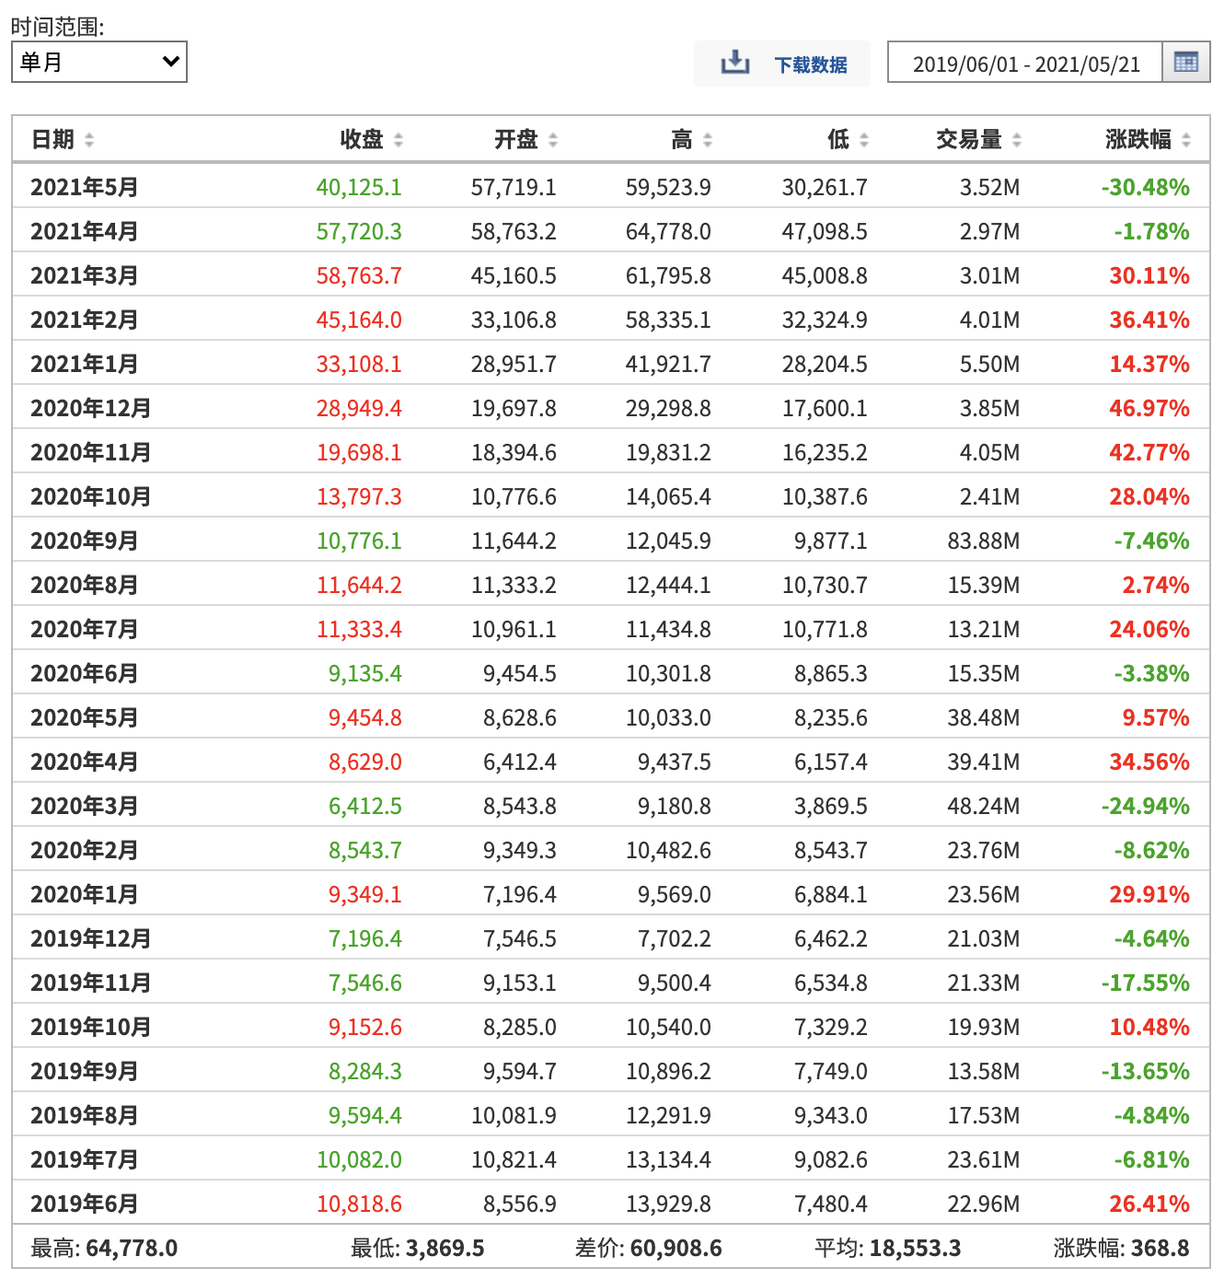 时间范围:
单月
下载数据
2019/06/01 - 2021/05/21
日期 收盘 开盘 高 低 交易量 涨跌幅
2021年5月 40,125.1 57,719.1 59,523.9 30,261.7 3.52M -30.48%
2021年4月 57,720.3 58,763.2 64,778.0 47,098.5 2.97M -1.78%
2021年3月 58,763.7 45,160.5 61,795.8 45,008.8 3.01M 30.11%
2021年2月 45,164.0 33,106.8 58,335.1 32,324.9 4.01M 36.41%
2021年1月 33,108.1 28,951.7 41,921.7 28,204.5 5.50M 14.37%
2020年12月 28,949.4 19,697.8 29,298.8 17,600.1 3.85M 46.97%
2020年11月 19,698.1 18,394.6 19,831.2 16,235.2 4.05M 42.77%
2020年10月 13,797.3 10,776.6 14,065.4 10,387.6 2.41M 28.04%
2020年9月 10,776.1 11,644.2 12,045.9 9,877.1 83.88M -7.46%
2020年8月 11,644.2 11,333.2 12,444.1 10,730.7 15.39M 2.74%
2020年7月 11,333.4 10,961.1 11,434.8 10,771.8 13.21M 24.06%
2020年6月 9,135.4 9,454.5 10,301.8 8,865.3 15.35M -3.38%
2020年5月 9,454.8 8,628.6 10,033.0 8,235.6 38.48M 9.57%
2020年4月 8,629.0 6,412.4 9,437.5 6,157.4 39.41M 34.56%
2020年3月 6,412.5 8,543.8 9,180.8 3,869.5 48.24M -24.94%
2020年2月 8,543.7 9,349.3 10,482.6 8,543.7 23.76M -8.62%
2020年1月 9,349.1 7,196.4 9,569.0 6,884.1 23.56M 29.91%
2019年12月 7,196.4 7,546.5 7,702.2 6,462.2 21.03M -4.64%
2019年11月 7,546.6 9,153.1 9,500.4 6,534.8 21.33M -17.55%
2019年10月 9,152.6 8,285.0 10,540.0 7,329.2 19.93M 10.48%
2019年9月 8,284.3 9,594.7 10,896.2 7,749.0 13.58M -13.65%
2019年8月 9,594.4 10,081.9 12,291.9 9,343.0 17.53M -4.84%
2019年7月 10,082.0 10,821.4 13,134.4 9,082.6 23.61M -6.81%
2019年6月 10,818.6 8,556.9 13,929.8 7,480.4 22.96M 26.41%
最高: 64,778.0 最低: 3,869.5 差价: 60,908.6 平均: 18,553.3 涨跌幅: 368.8